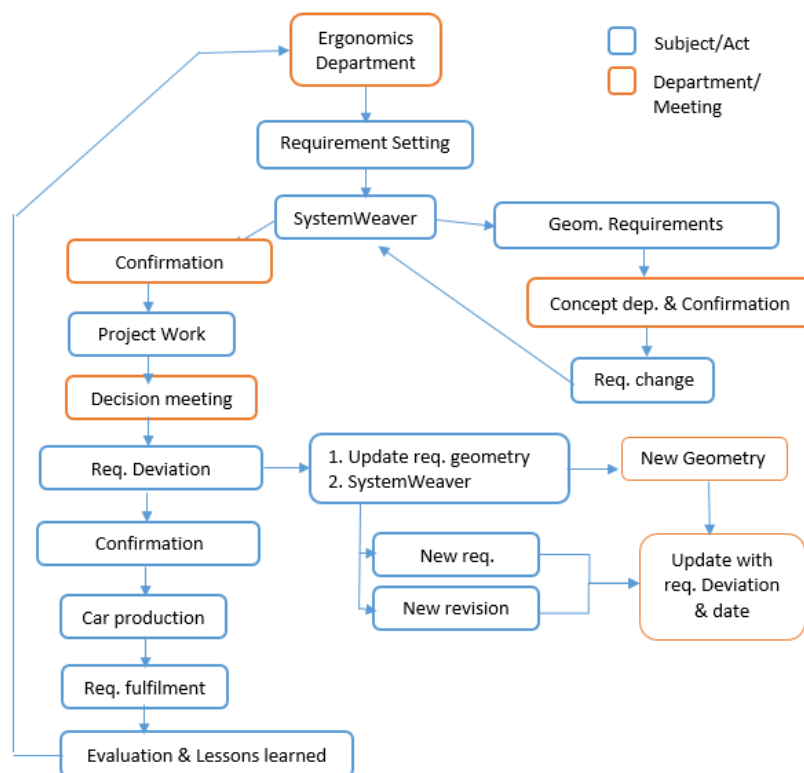 Ergonomics
Department
Subject/Act
Department/
Meeting
Requirement Setting
SystemWeaver
Geom. Requirements
Confirmation
Concept dep. & Confirmation
Project Work
Req. change
Decision meeting
Req. Deviation
1. Update req. geometry
2. SystemWeaver
New Geometry
Confirmation
New req.
New revision
Update with
req. Deviation
& date
Car production
Req. fulfilment
Evaluation & Lessons learned